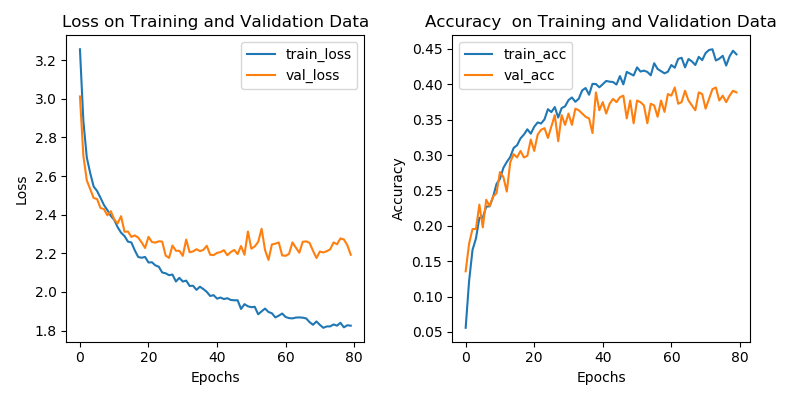 Loss on Training and Validation Data
3.2
3.0
2.8
2.6
2.4
2.2
2.0
1.8
Loss
train_loss
val_loss
0
20
40
60
80
Epochs
Accuracy  on Training and Validation Data
0.45
0.40
0.35
0.30
0.25
0.20
0.15
0.10
0.05
Accuracy
train_acc
val_acc
0
20
40
60
80
Epochs